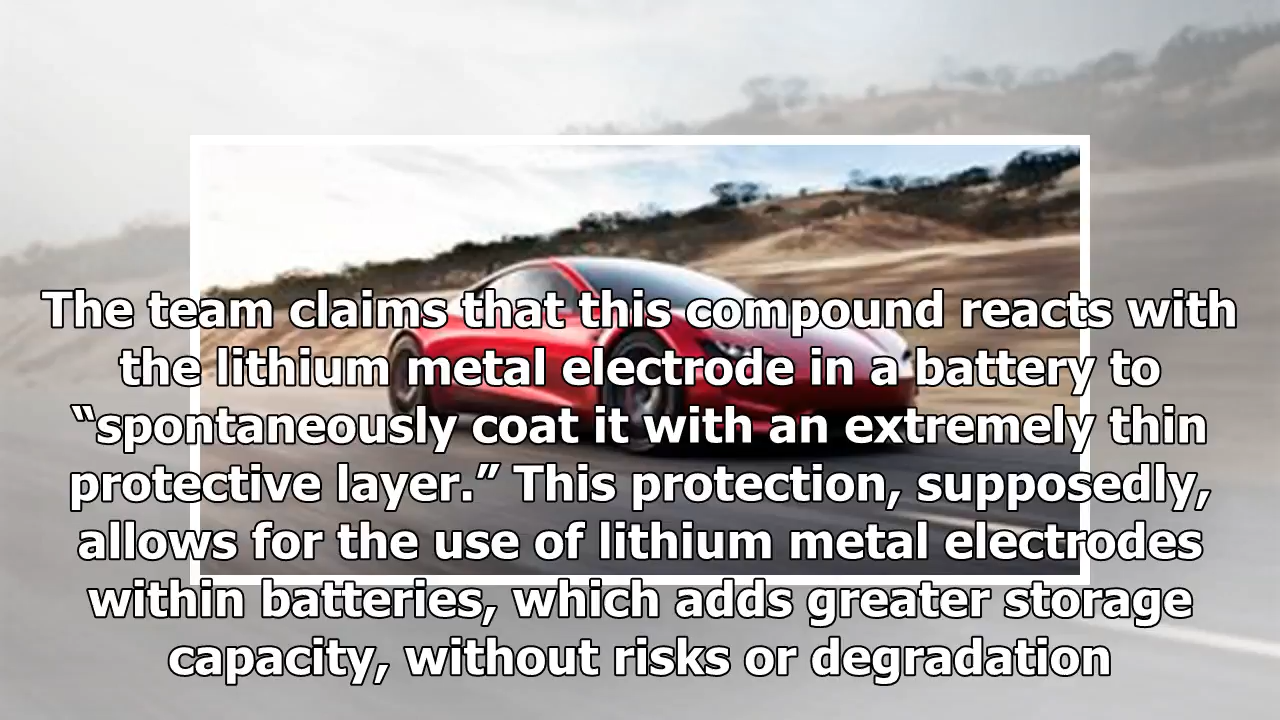 The team claims that this compound reacts with
the lithium metal electrode in a battery to
“spontaneously coat it with an extremely thin
protective layer.” This protection, supposedly,
allows for the use of lithium metal electrodes
within batteries, which adds greater storage
capacity, without risks or degradation